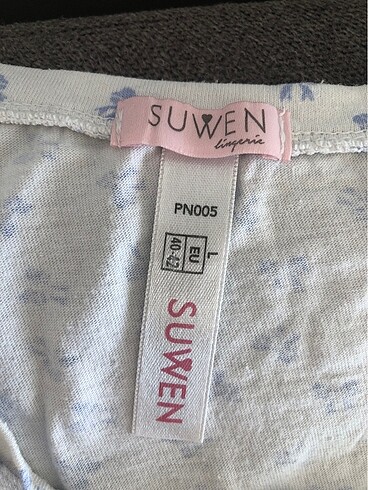 SUWEN
lingerie
PN005
L
EU
40-42
SUWEN